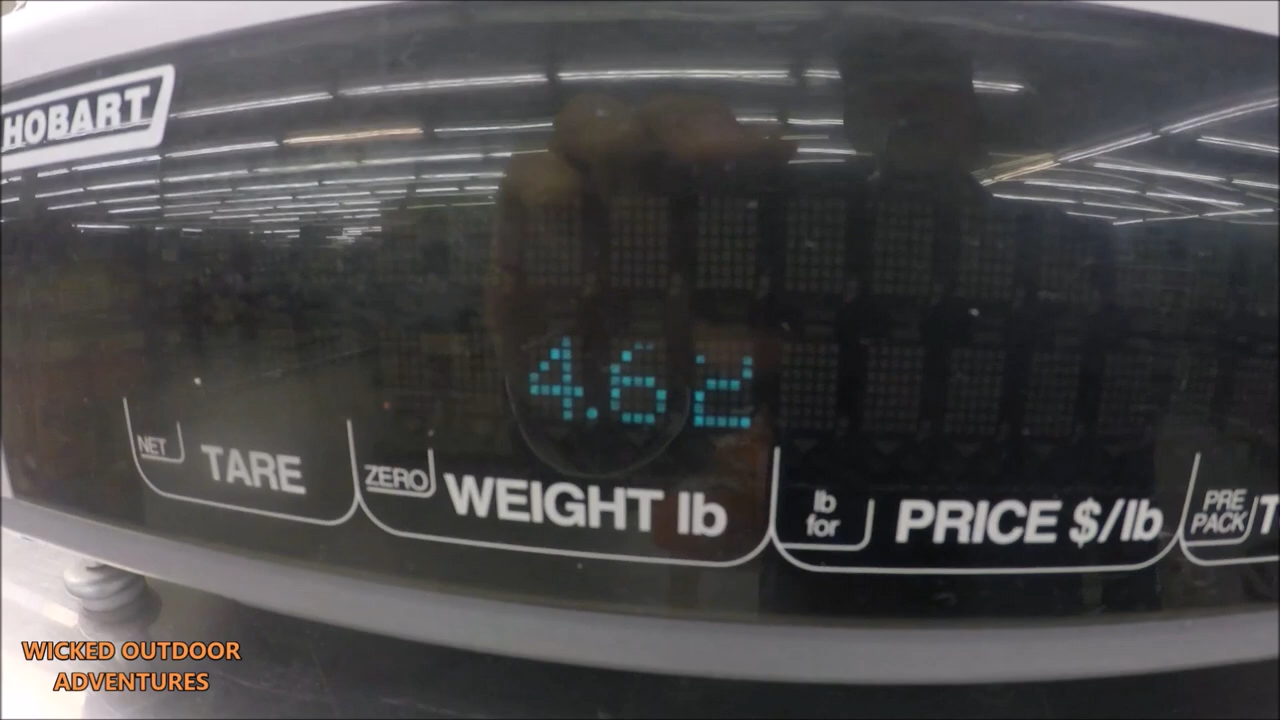 HOBART
4.62
NET TARE
ZERO WEIGHT lb
lb for PRICE $/lb
PRE PACK
WICKED OUTDOOR
ADVENTURES